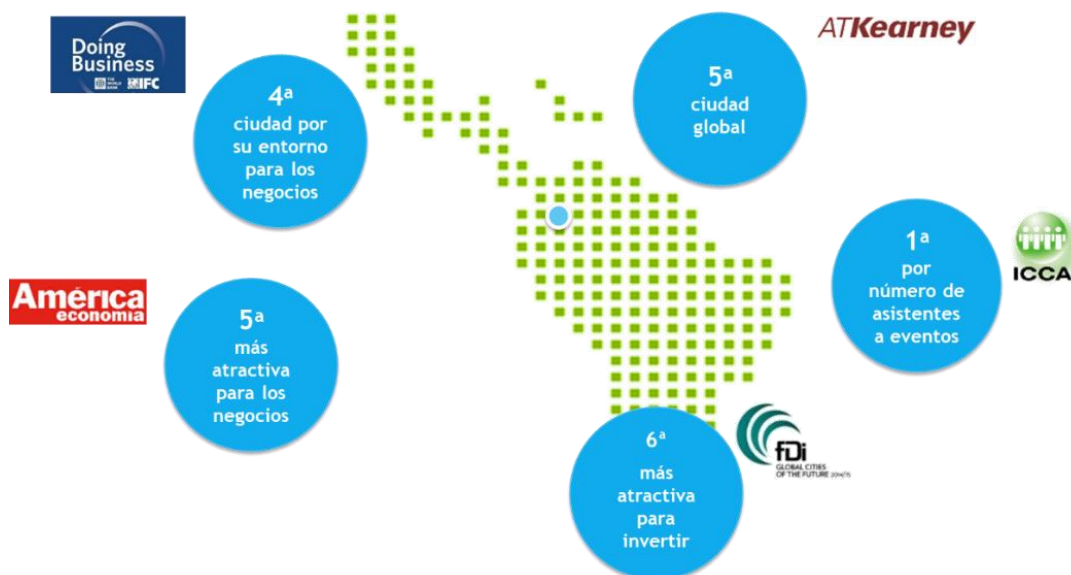 Doing
Business
THE
WORLD
BANK
IFC
4ª
ciudad por
su entorno
para los
negocios
ATKearney
5ª
ciudad
global
1ª
por
número de
asistentes
a eventos
ICCA
América
economía
5ª
más
atractiva
para los
negocios
6ª
más
atractiva
para
invertir
fDi
GLOBAL CITIES
OF THE FUTURE 2014/15